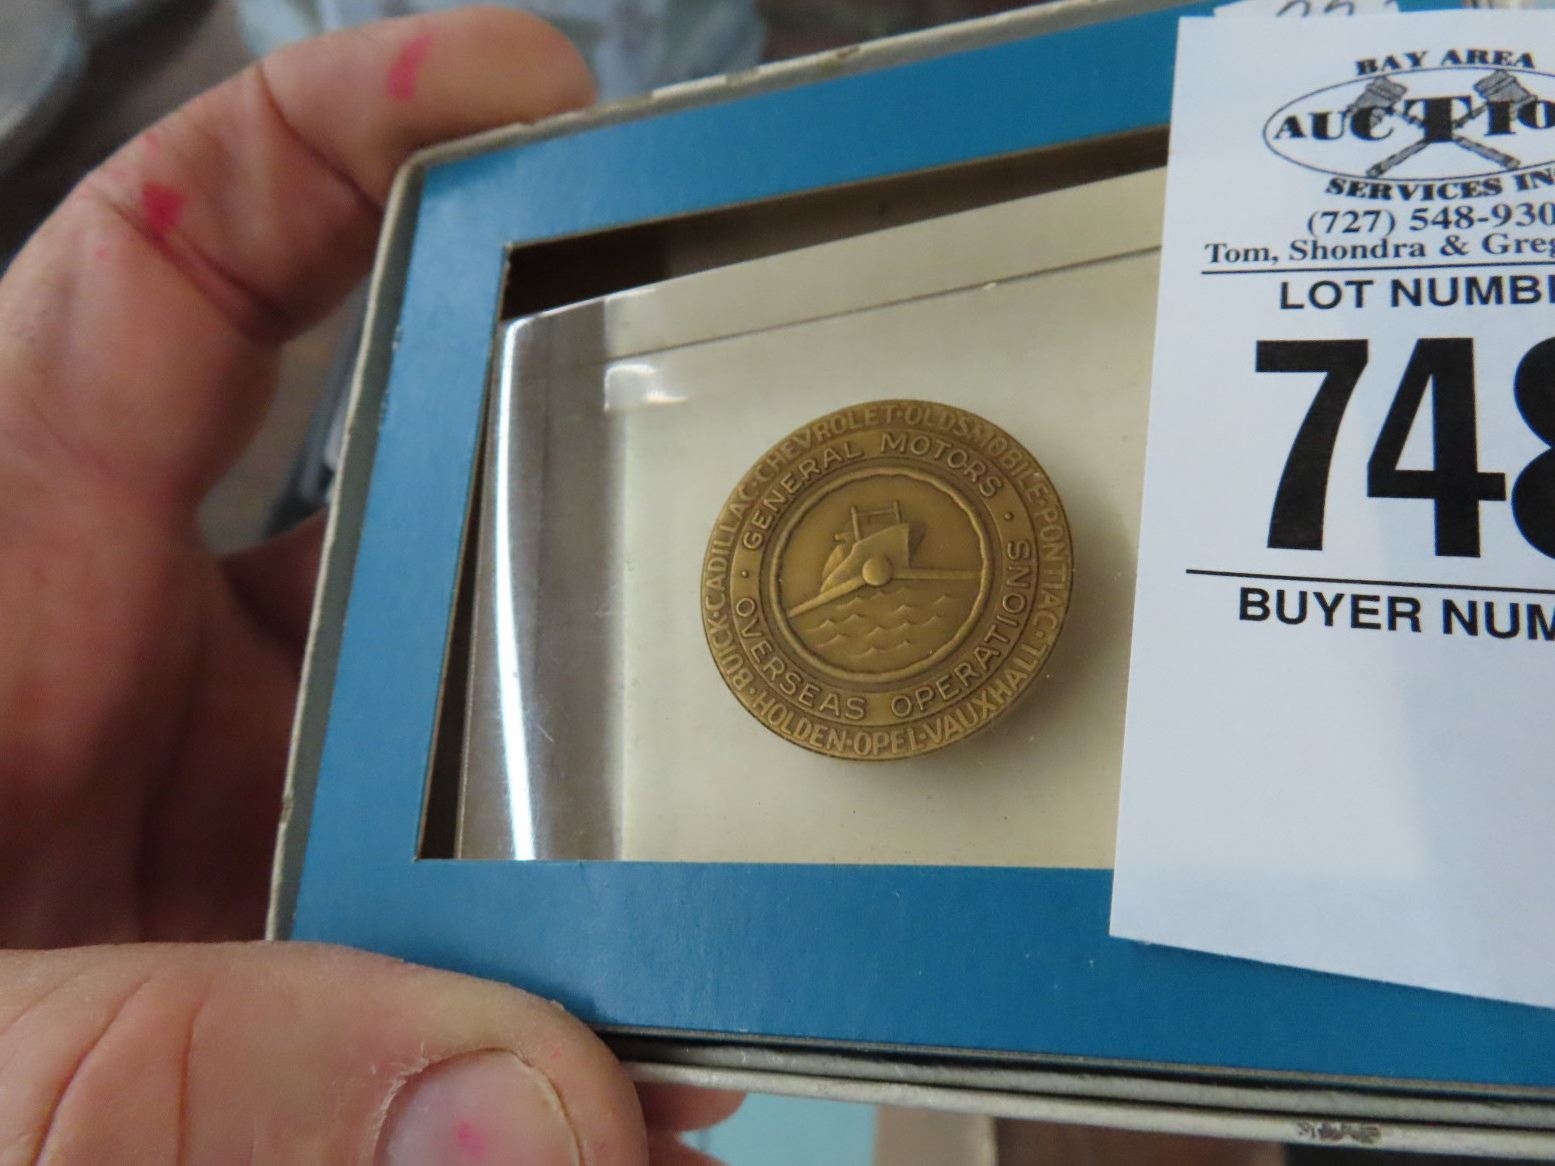 BAY AREA
AUCTIO
SERVICES INC
(727) 548-930
Tom, Shondra & Greg
LOT NUMBE
748
BUYER NUM
BUICK·CADILLAC·CHEVROLET·OLDSMOBILE·PONTIAC·
GENERAL MOTORS
OVERSEAS OPERATIONS
HOLDEN·OPEL·VAUXHALL